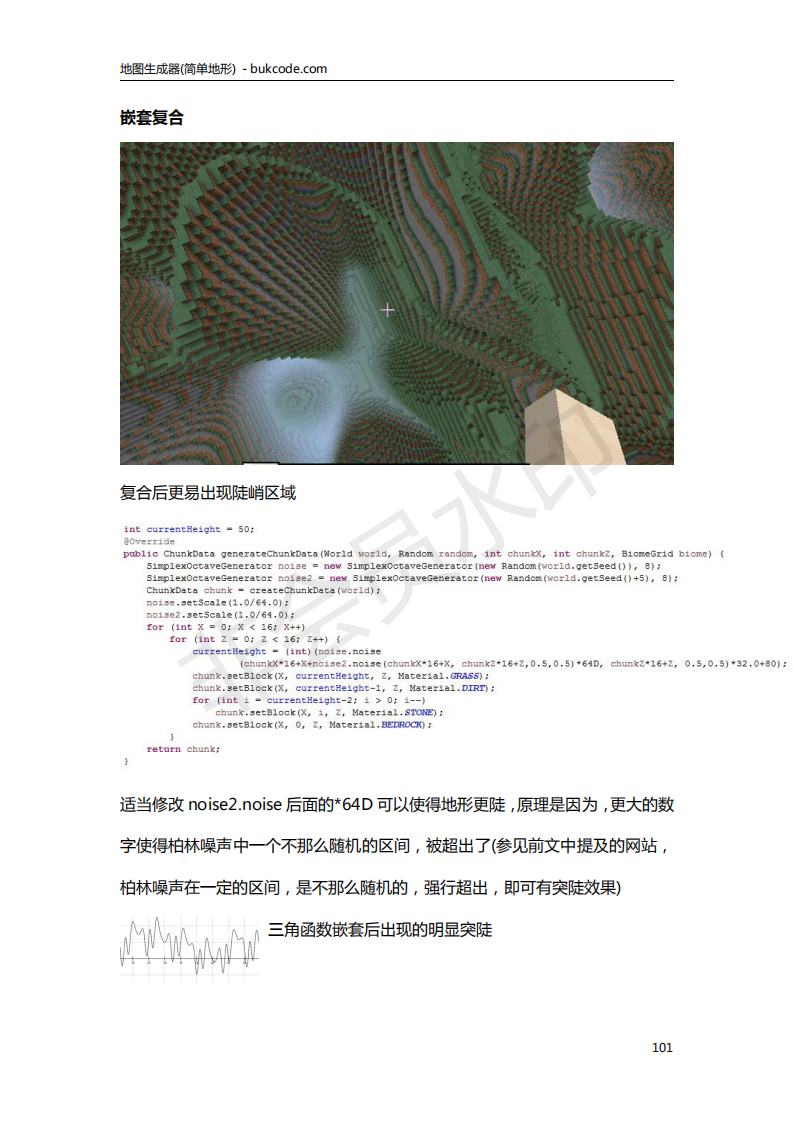 地图生成器(简单地形) - bukcode.com
嵌套复合
复合后更易出现陡峭区域
int currentHeight = 50;
@Override
public ChunkData generateChunkData(World world, Random random, int chunkX, int chunkZ, BiomeGrid biome) {
    SimplexOctaveGenerator noise = new SimplexOctaveGenerator(new Random(world.getSeed()), 8);
    SimplexOctaveGenerator noise2 = new SimplexOctaveGenerator(new Random(world.getSeed()+5), 8);
    ChunkData chunk = createChunkData(world);
    noise.setScale(1.0/64.0);
    noise2.setScale(1.0/64.0);
    for (int X = 0; X < 16; X++)
        for (int Z = 0; Z < 16; Z++) {
            currentHeight = (int)(noise.noise
                    (chunkX*16+X+noise2.noise(chunkX*16+X, chunkZ*16+Z,0.5,0.5)*64D, chunkZ*16+Z, 0.5,0.5)*32.0+80);
            chunk.setBlock(X, currentHeight, Z, Material.GRASS);
            chunk.setBlock(X, currentHeight-1, Z, Material.DIRT);
            for (int i = currentHeight-2; i > 0; i--)
                chunk.setBlock(X, i, Z, Material.STONE);
            chunk.setBlock(X, 0, Z, Material.BEDROCK);
        }
    return chunk;
}
适当修改 noise2.noise 后面的*64D 可以使得地形更陡，原理是因为，更大的数
字使得柏林噪声中一个不那么随机的区间，被超出了(参见前文中提及的网站，
柏林噪声在一定的区间，是不那么随机的，强行超出，即可有突陡效果)
三角函数嵌套后出现的明显突陡
101
非会员水印